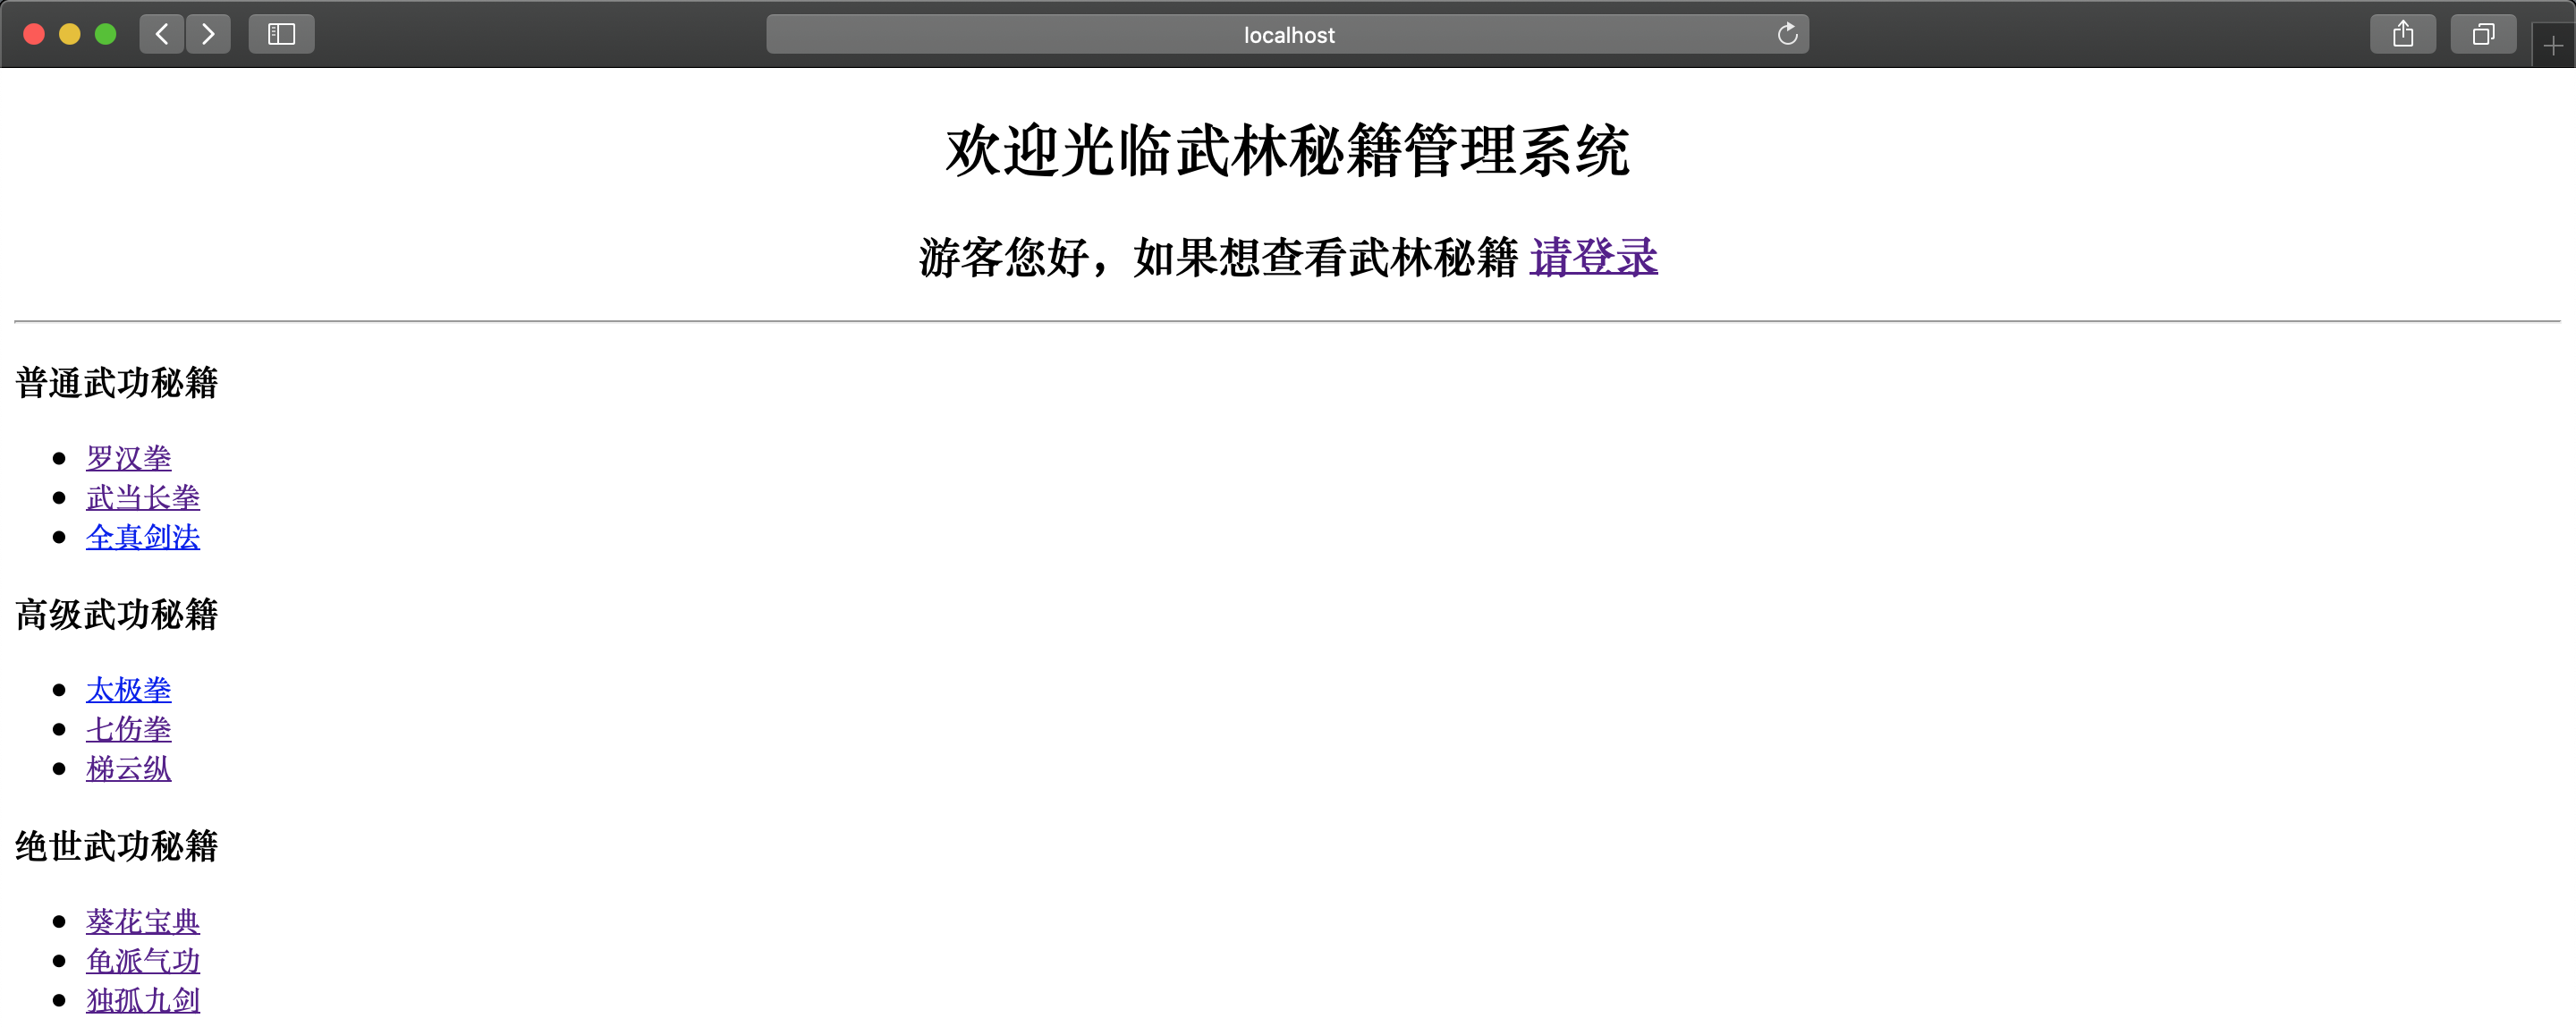 localhost
欢迎光临武林秘籍管理系统
游客您好，如果想查看武林秘籍 请登录
普通武功秘籍
罗汉拳
武当长拳
全真剑法
高级武功秘籍
太极拳
七伤拳
梯云纵
绝世武功秘籍
葵花宝典
龟派气功
独孤九剑